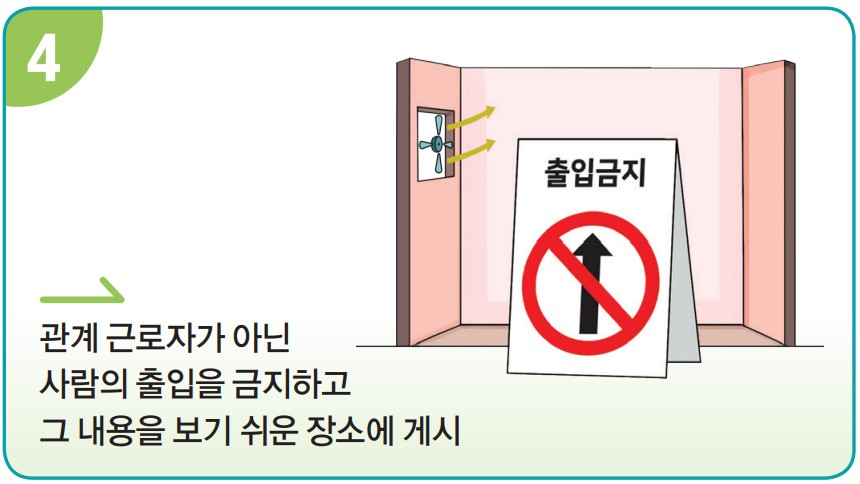 4
출입금지
관계 근로자가 아닌
사람의 출입을 금지하고
그 내용을 보기 쉬운 장소에 게시